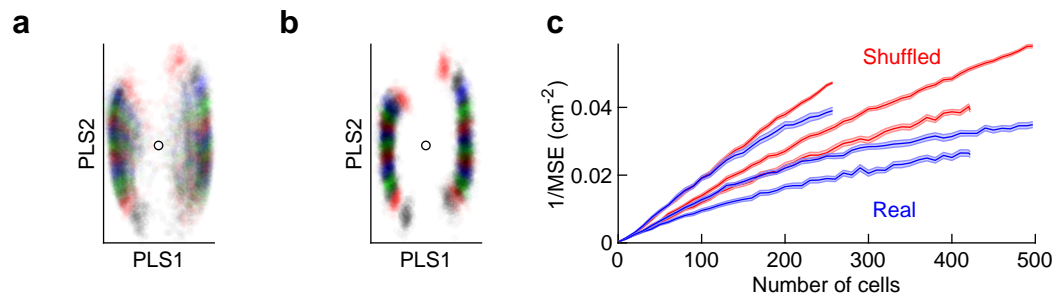 a
PLS2
PLS1
b
PLS2
PLS1
c
1/MSE (cm⁻²)
0.04
0.02
0
Shuffled
Real
0 100 200 300 400 500
Number of cells